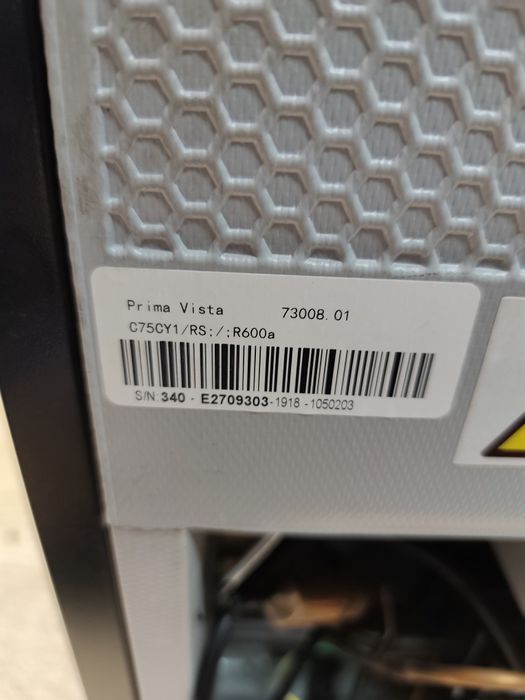 Prima Vista 73008.01
C75CY1/RS:/:R600a
S/N:340 - E2709303-1918 -1050203